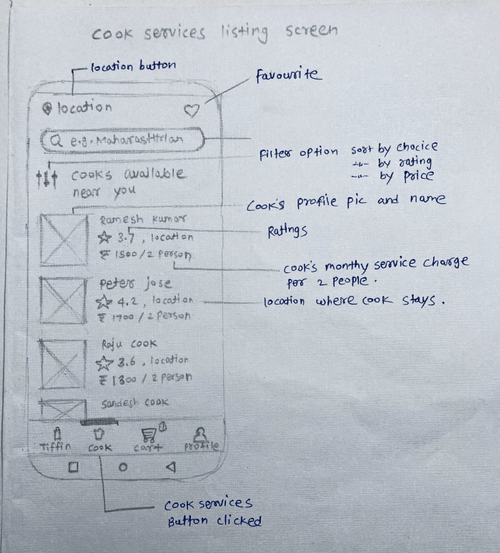 cook services listing screen
location button
Favourite
location
e.g. Maharashtrian
Filter option sort by choice
-"- by rating
-"- by Price
cooks available
near you
cook's profile pic and name
Ramesh kumar
3.7, location
Ratings
₹ 1500/2 person
cook's monthy service charge
per 2 people.
Peter jose
4.2, location
location where cook stays.
₹ 1700/2 person
Raju cook
3.6, location
₹ 1300/2 person
Sandesh cook
Tiffin
cook
cart
1
Profile
cook services
Button clicked